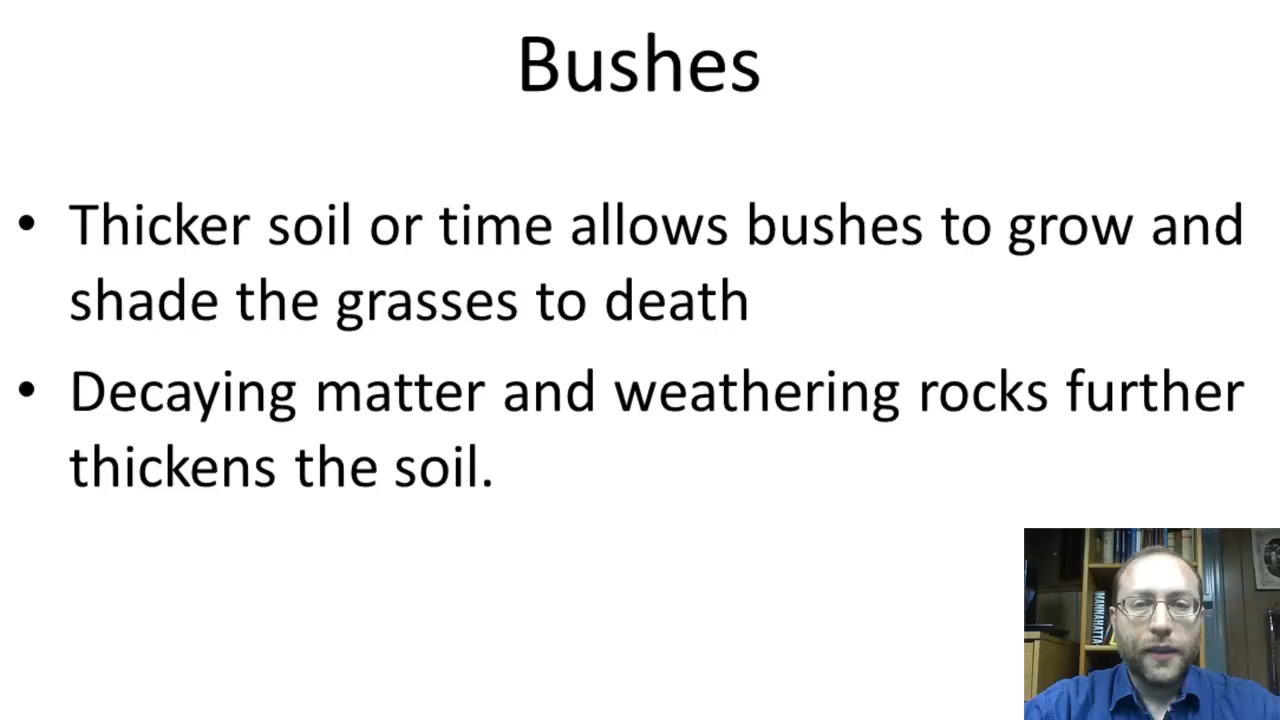 Bushes
• Thicker soil or time allows bushes to grow and
shade the grasses to death
• Decaying matter and weathering rocks further
thickens the soil.
MANNAHATTA